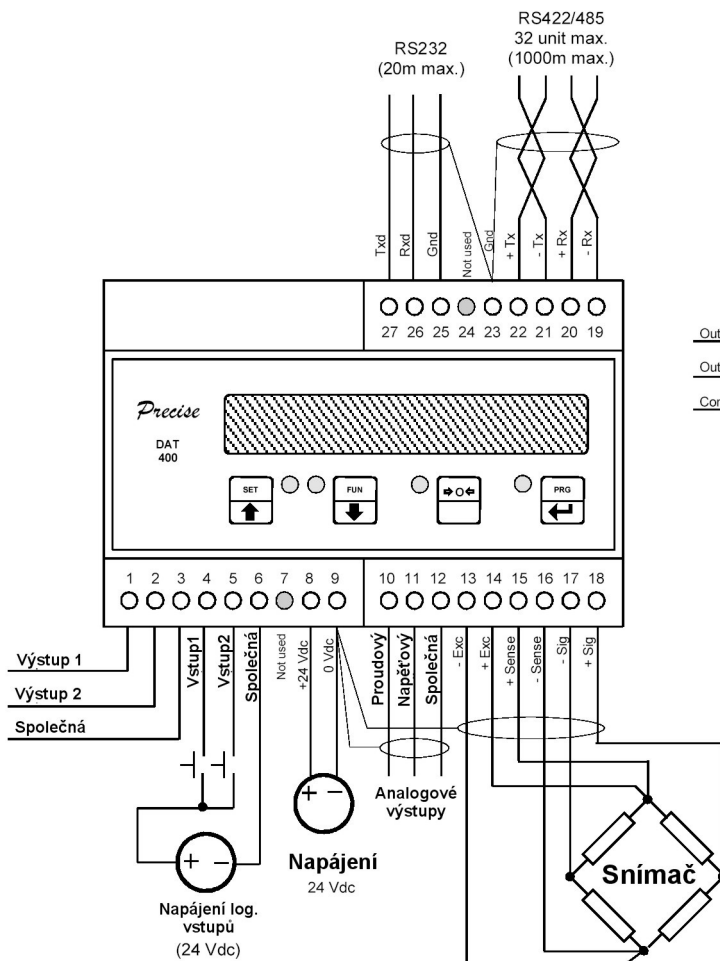 RS422/485
32 unit max.
(1000m max.)
RS232
(20m max.)
Txd
Rxd
Gnd
Not used
Gnd
+ Tx
- Tx
+ Rx
- Rx
27 26 25 24 23 22 21 20 19
Out
Out
Con
Precise
DAT
400
SET
FUN
PRG
1 2 3 4 5 6 7 8 9
10 11 12 13 14 15 16 17 18
Výstup 1
Výstup 2
Společná
Vstup1
Vstup2
Společná
Not used
+24 Vdc
0 Vdc
Proudový
Napěťový
Společná
- Exc
+ Exc
+ Sense
- Sense
- Sig
+ Sig
+ −
Analogové
výstupy
Napájení
24 Vdc
+ −
Napájení log.
vstupů
(24 Vdc)
Snímač